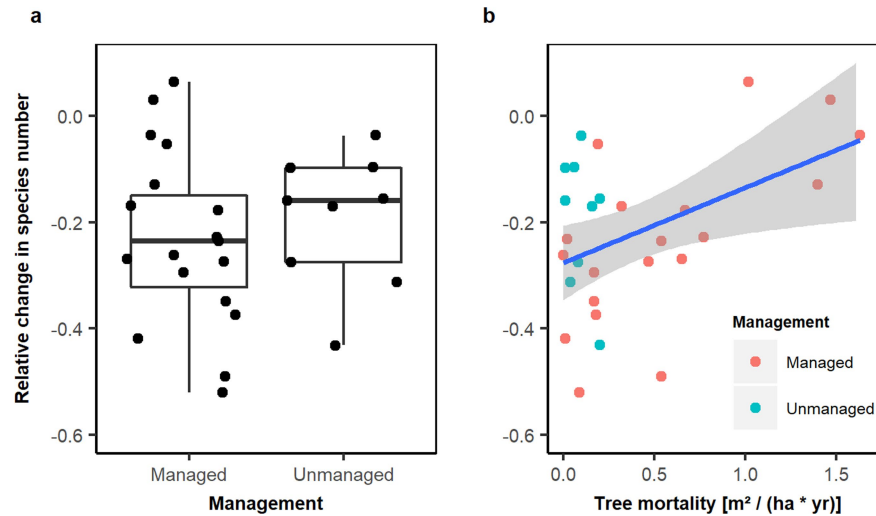 a
b
Relative change in species number
0.0
-0.2
-0.4
-0.6
Managed
Unmanaged
Management
0.0
-0.2
-0.4
-0.6
0.0
0.5
1.0
1.5
Tree mortality [m² / (ha * yr)]
Management
Managed
Unmanaged